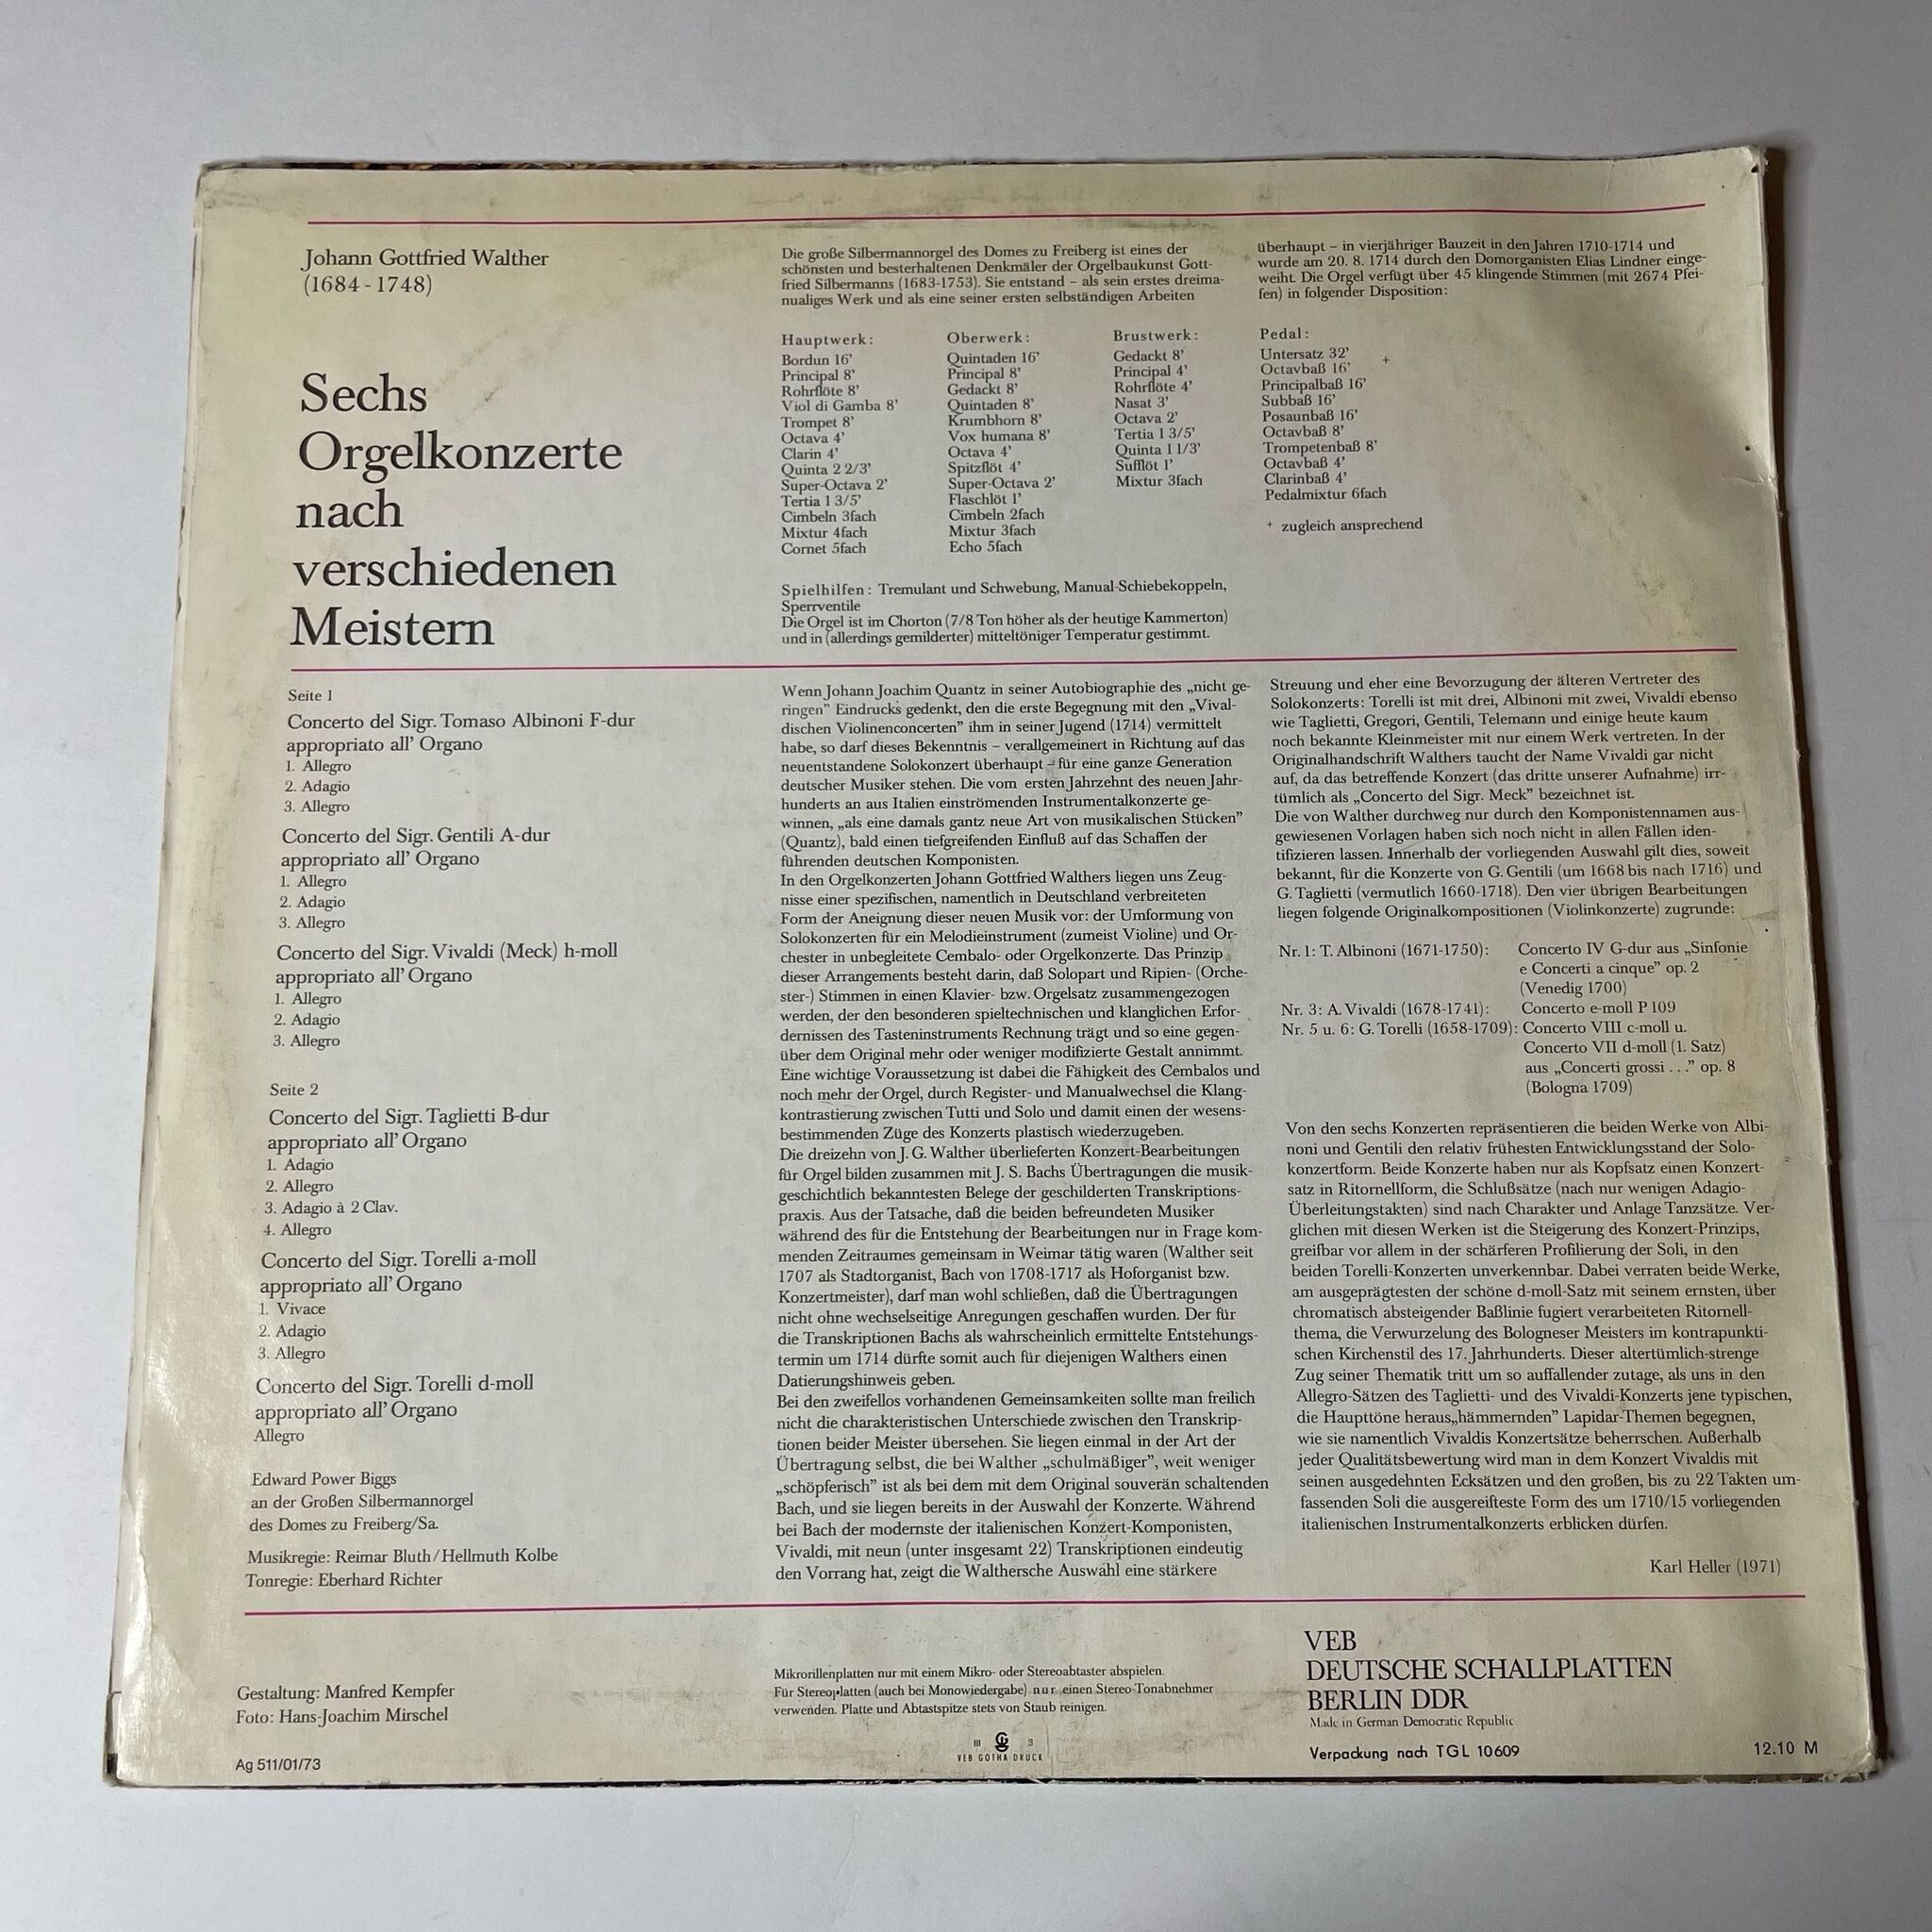 Johann Gottfried Walther
(1684-1748)
Sechs
Orgelkonzerte
nach
verschiedenen
Meistern
Die große Silbermannorgel des Domes zu Freiberg ist eines der
schönsten und besterhaltenen Denkmäler der Orgelbaukunst Gott-
fried Silbermanns (1683-1753). Sie entstand – als sein erstes dreima-
nualiges Werk und als eine seiner ersten selbständigen Arbeiten
überhaupt – in vierjähriger Bauzeit in den Jahren 1710-1714 und
wurde am 20. 8. 1714 durch den Domorganisten Elias Lindner einge-
weiht. Die Orgel verfügt über 45 klingende Stimmen (mit 2674 Pfei-
fen) in folgender Disposition:
Hauptwerk:
Bordun 16'
Principal 8'
Rohrflöte 8'
Viol di Gamba 8'
Trompet 8'
Octava 4'
Clarin 4'
Quinta 2 2/3'
Super-Octava 2'
Tertia 1 3/5'
Cimbeln 3fach
Mixtur 4fach
Cornet 5fach
Oberwerk:
Quintaden 16'
Principal 8'
Gedackt 8'
Quintaden 8'
Krumbhorn 8'
Vox humana 8'
Octava 4'
Spitzflöt 4'
Super-Octava 2'
Flaschlöt 1'
Cimbeln 2fach
Mixtur 3fach
Echo 5fach
Brustwerk:
Gedackt 8'
Principal 4'
Rohrflöte 4'
Nasat 3'
Octava 2'
Tertia 1 3/5'
Quinta 1 1/3'
Sufflöt 1'
Mixtur 3fach
Pedal:
Untersatz 32' +
Octavbaß 16'
Principalbaß 16'
Subbaß 16'
Posaunbaß 16'
Octavbaß 8'
Trompetenbaß 8'
Octavbaß 4'
Clarinbaß 4'
Pedalmixtur 6fach
+ zugleich ansprechend
Spielhilfen: Tremulant und Schwebung, Manual-Schiebekoppeln,
Sperrventile
Die Orgel ist im Chorton (7/8 Ton höher als der heutige Kammerton)
und in (allerdings gemilderter) mitteltöniger Temperatur gestimmt.
Seite 1
Concerto del Sigr. Tomaso Albinoni F-dur
appropriato all' Organo
1. Allegro
2. Adagio
3. Allegro
Concerto del Sigr. Gentili A-dur
appropriato all' Organo
1. Allegro
2. Adagio
3. Allegro
Concerto del Sigr. Vivaldi (Meck) h-moll
appropriato all' Organo
1. Allegro
2. Adagio
3. Allegro
Seite 2
Concerto del Sigr. Taglietti B-dur
appropriato all' Organo
1. Adagio
2. Allegro
3. Adagio à 2 Clav.
4. Allegro
Concerto del Sigr. Torelli a-moll
appropriato all' Organo
1. Vivace
2. Adagio
3. Allegro
Concerto del Sigr. Torelli d-moll
appropriato all' Organo
Allegro
Edward Power Biggs
an der Großen Silbermannorgel
des Domes zu Freiberg/Sa.
Musikregie: Reimar Bluth/Hellmuth Kolbe
Tonregie: Eberhard Richter
Wenn Johann Joachim Quantz in seiner Autobiographie des „nicht ge-
ringen” Eindrucks gedenkt, den die erste Begegnung mit den „Vival-
dischen Violinenconcerten” ihm in seiner Jugend (1714) vermittelt
habe, so darf dieses Bekenntnis – verallgemeinert in Richtung auf das
neuentstandene Solokonzert überhaupt – für eine ganze Generation
deutscher Musiker stehen. Die vom ersten Jahrzehnt des neuen Jahr-
hunderts an aus Italien einströmenden Instrumentalkonzerte ge-
winnen, „als eine damals gantz neue Art von musikalischen Stücken”
(Quantz), bald einen tiefgreifenden Einfluß auf das Schaffen der
führenden deutschen Komponisten.
In den Orgelkonzerten Johann Gottfried Walthers liegen uns Zeug-
nisse einer spezifischen, namentlich in Deutschland verbreiteten
Form der Aneignung dieser neuen Musik vor: der Umformung von
Solokonzerten für ein Melodieinstrument (zumeist Violine) und Or-
chester in unbegleitete Cembalo- oder Orgelkonzerte. Das Prinzip
dieser Arrangements besteht darin, daß Solopart und Ripien- (Orche-
ster-) Stimmen in einen Klavier- bzw. Orgelsatz zusammengezogen
werden, der den besonderen spieltechnischen und klanglichen Erfor-
dernissen des Tasteninstruments Rechnung trägt und so eine gegen-
über dem Original mehr oder weniger modifizierte Gestalt annimmt.
Eine wichtige Voraussetzung ist dabei die Fähigkeit des Cembalos und
noch mehr der Orgel, durch Register- und Manualwechsel die Klang-
kontrastierung zwischen Tutti und Solo und damit einen der wesens-
bestimmenden Züge des Konzerts plastisch wiederzugeben.
Die dreizehn von J. G. Walther überlieferten Konzert-Bearbeitungen
für Orgel bilden zusammen mit J. S. Bachs Übertragungen die musik-
geschichtlich bekanntesten Belege der geschilderten Transkriptions-
praxis. Aus der Tatsache, daß die beiden befreundeten Musiker
während des für die Entstehung der Bearbeitungen nur in Frage kom-
menden Zeitraumes gemeinsam in Weimar tätig waren (Walther seit
1707 als Stadtorganist, Bach von 1708-1717 als Hoforganist bzw.
Konzertmeister), darf man wohl schließen, daß die Übertragungen
nicht ohne wechselseitige Anregungen geschaffen wurden. Der für
die Transkriptionen Bachs als wahrscheinlich ermittelte Entstehungs-
termin um 1714 dürfte somit auch für diejenigen Walthers einen
Datierungshinweis geben.
Bei den zweifellos vorhandenen Gemeinsamkeiten sollte man freilich
nicht die charakteristischen Unterschiede zwischen den Transkrip-
tionen beider Meister übersehen. Sie liegen einmal in der Art der
Übertragung selbst, die bei Walther „schulmäßiger”, weit weniger
„schöpferisch” ist als bei dem mit dem Original souverän schaltenden
Bach, und sie liegen bereits in der Auswahl der Konzerte. Während
bei Bach der modernste der italienischen Konzert-Komponisten,
Vivaldi, mit neun (unter insgesamt 22) Transkriptionen eindeutig
den Vorrang hat, zeigt die Walthersche Auswahl eine stärkere
Streuung und eher eine Bevorzugung der älteren Vertreter des
Solokonzerts: Torelli ist mit drei, Albinoni mit zwei, Vivaldi ebenso
wie Taglietti, Gregori, Gentili, Telemann und einige heute kaum
noch bekannte Kleinmeister mit nur einem Werk vertreten. In der
Originalhandschrift Walthers taucht der Name Vivaldi gar nicht
auf, da das betreffende Konzert (das dritte unserer Aufnahme) irr-
tümlich als „Concerto del Sigr. Meck” bezeichnet ist.
Die von Walther durchweg nur durch den Komponistennamen aus-
gewiesenen Vorlagen haben sich noch nicht in allen Fällen iden-
tifizieren lassen. Innerhalb der vorliegenden Auswahl gilt dies, soweit
bekannt, für die Konzerte von G. Gentili (um 1668 bis nach 1716) und
G. Taglietti (vermutlich 1660-1718). Den vier übrigen Bearbeitungen
liegen folgende Originalkompositionen (Violinkonzerte) zugrunde:
Nr. 1: T. Albinoni (1671-1750): Concerto IV G-dur aus „Sinfonie
e Concerti a cinque” op. 2
(Venedig 1700)
Nr. 3: A. Vivaldi (1678-1741): Concerto e-moll P 109
Nr. 5 u. 6: G. Torelli (1658-1709): Concerto VIII c-moll u.
Concerto VII d-moll (1. Satz)
aus „Concerti grossi . . .” op. 8
(Bologna 1709)
Von den sechs Konzerten repräsentieren die beiden Werke von Albi-
noni und Gentili den relativ frühesten Entwicklungsstand der Solo-
konzertform. Beide Konzerte haben nur als Kopfsatz einen Konzert-
satz in Ritornellform, die Schlußsätze (nach nur wenigen Adagio-
Überleitungstakten) sind nach Charakter und Anlage Tanzsätze. Ver-
glichen mit diesen Werken ist die Steigerung des Konzert-Prinzips,
greifbar vor allem in der schärferen Profilierung der Soli, in den
beiden Torelli-Konzerten unverkennbar. Dabei verraten beide Werke,
am ausgeprägtesten der schöne d-moll-Satz mit seinem ernsten, über
chromatisch absteigender Baßlinie fugiert verarbeiteten Ritornell-
thema, die Verwurzelung des Bologneser Meisters im kontrapunkti-
schen Kirchenstil des 17. Jahrhunderts. Dieser altertümlich-strenge
Zug seiner Thematik tritt um so auffallender zutage, als uns in den
Allegro-Sätzen des Taglietti- und des Vivaldi-Konzerts jene typischen,
die Haupttöne heraus„hämmernden” Lapidar-Themen begegnen,
wie sie namentlich Vivaldis Konzertsätze beherrschen. Außerhalb
jeder Qualitätsbewertung wird man in dem Konzert Vivaldis mit
seinen ausgedehnten Ecksätzen und den großen, bis zu 22 Takten um-
fassenden Soli die ausgereifteste Form des um 1710/15 vorliegenden
italienischen Instrumentalkonzerts erblicken dürfen.
Karl Heller (1971)
Gestaltung: Manfred Kempfer
Foto: Hans-Joachim Mirschel
Ag 511/01/73
Mikrorillenplatten nur mit einem Mikro- oder Stereoabtaster abspielen.
Für Stereoplatten (auch bei Monowiedergabe) nur einen Stereo-Tonabnehmer
verwenden. Platte und Abtastspitze stets von Staub reinigen.
III 3
VEB GOTHA DRUCK
VEB
DEUTSCHE SCHALLPLATTEN
BERLIN DDR
Made in German Democratic Republic
Verpackung nach TGL 10609
12.10 M